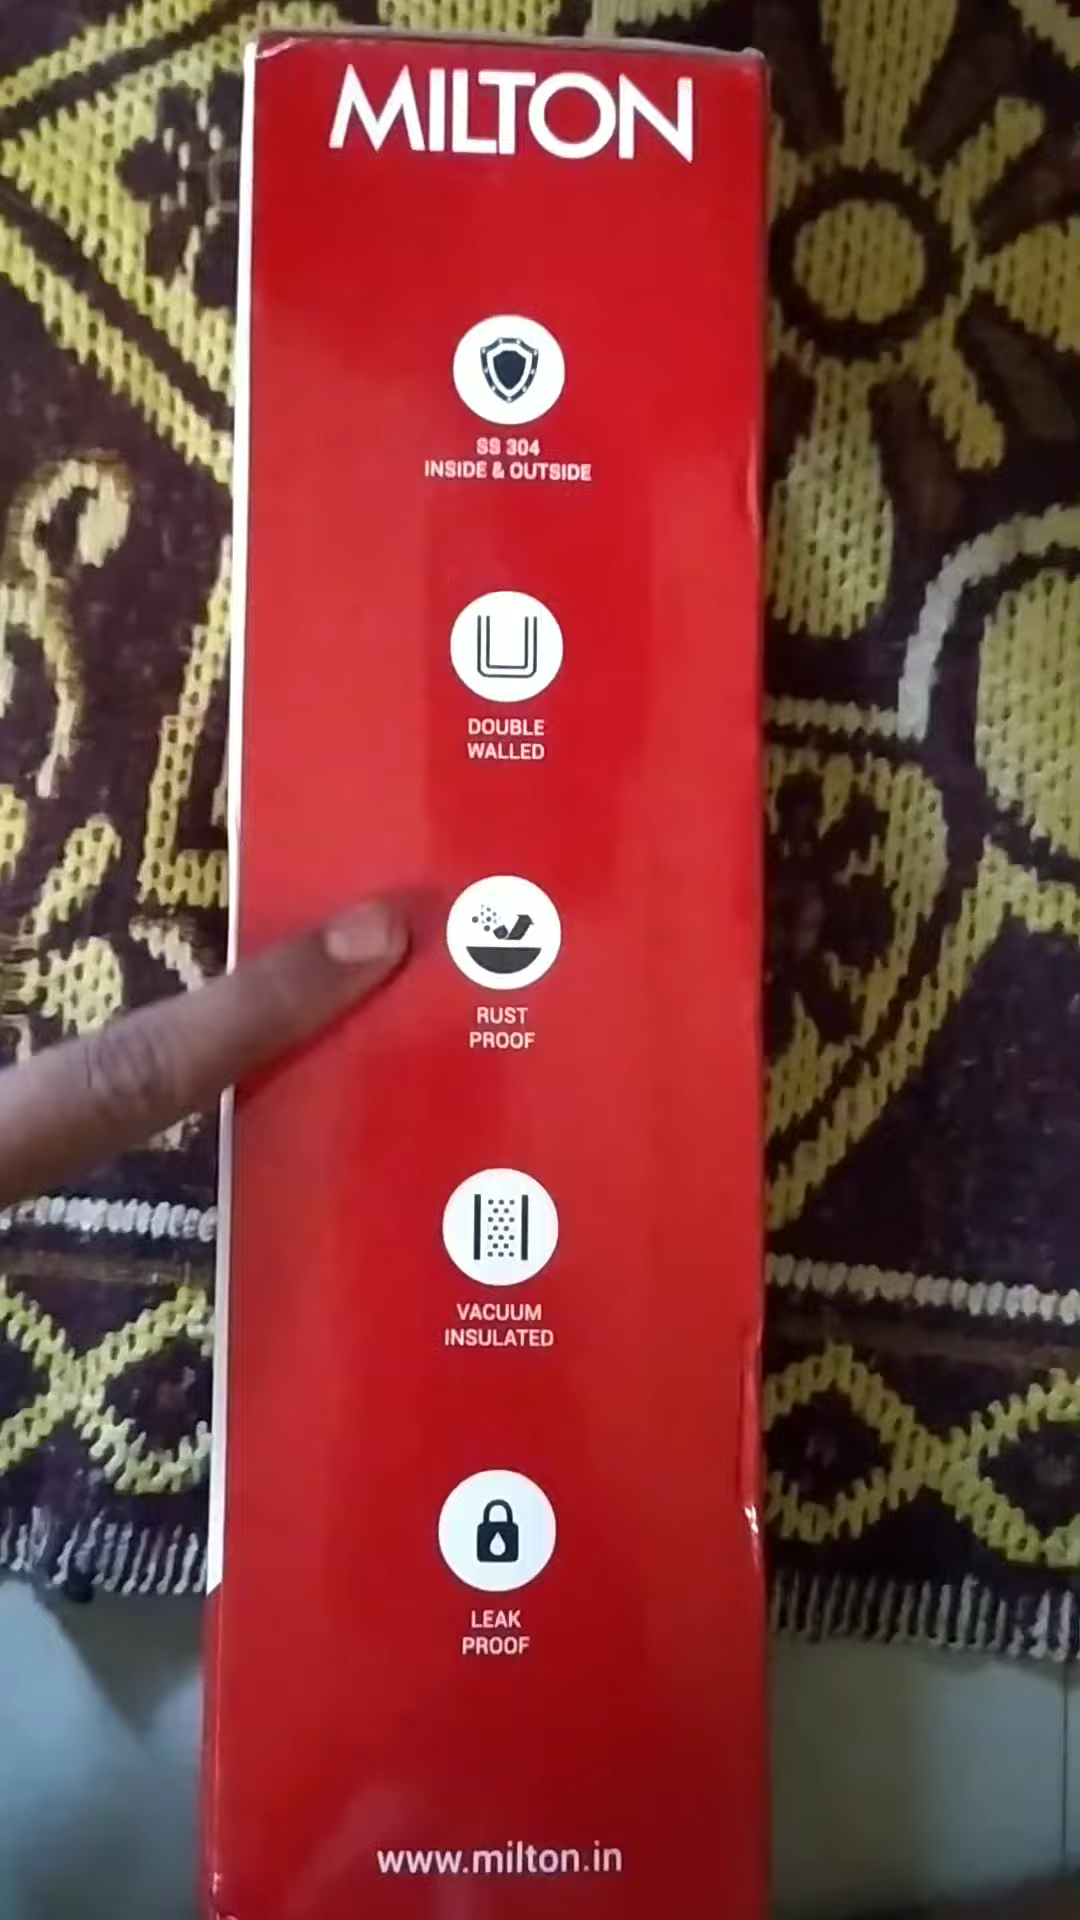 MILTON
SS 304
INSIDE & OUTSIDE
DOUBLE
WALLED
RUST
PROOF
VACUUM
INSULATED
LEAK
PROOF
www.milton.in